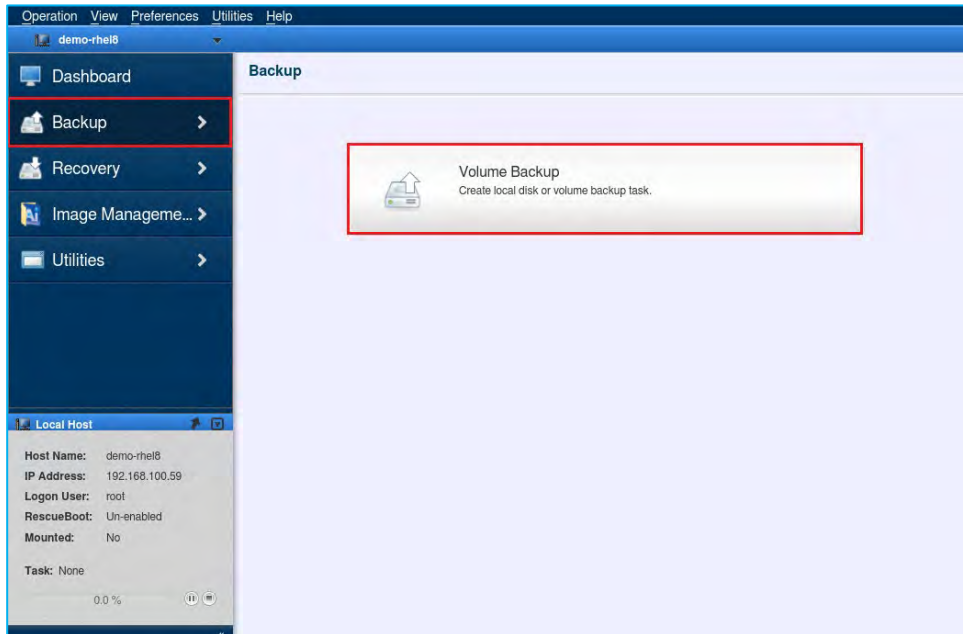 Operation View Preferences Utilities Help
demo-rhel8
Dashboard
Backup
Recovery
Image Manageme...
Utilities
Backup
Volume Backup
Create local disk or volume backup task.
Local Host
Host Name: demo-rhel8
IP Address: 192.168.100.59
Logon User: root
RescueBoot: Un-enabled
Mounted: No
Task: None
0.0 %